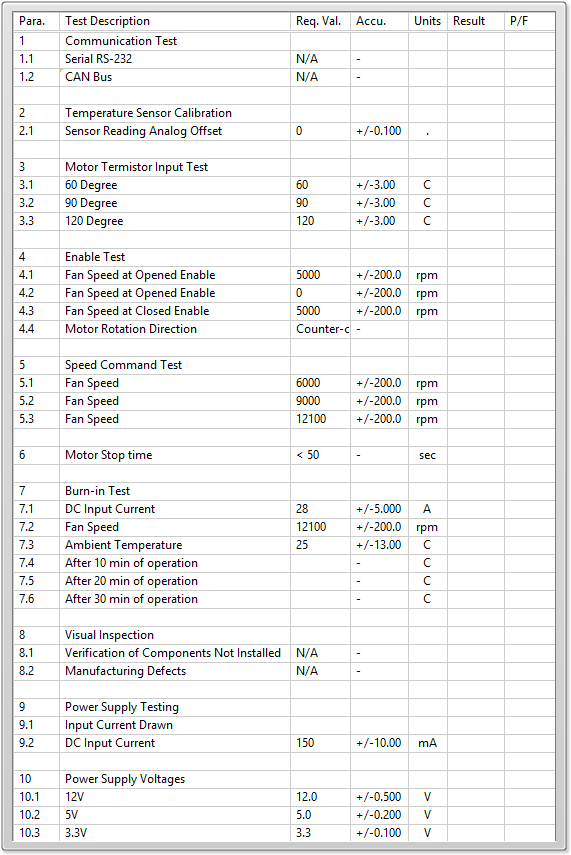 Para. Test Description Req. Val. Accu. Units Result P/F
1 Communication Test
1.1 Serial RS-232 N/A -
1.2 CAN Bus N/A -
2 Temperature Sensor Calibration
2.1 Sensor Reading Analog Offset 0 +/-0.100 .
3 Motor Termistor Input Test
3.1 60 Degree 60 +/-3.00 C
3.2 90 Degree 90 +/-3.00 C
3.3 120 Degree 120 +/-3.00 C
4 Enable Test
4.1 Fan Speed at Opened Enable 5000 +/-200.0 rpm
4.2 Fan Speed at Opened Enable 0 +/-200.0 rpm
4.3 Fan Speed at Closed Enable 5000 +/-200.0 rpm
4.4 Motor Rotation Direction Counter-c -
5 Speed Command Test
5.1 Fan Speed 6000 +/-200.0 rpm
5.2 Fan Speed 9000 +/-200.0 rpm
5.3 Fan Speed 12100 +/-200.0 rpm
6 Motor Stop time < 50 - sec
7 Burn-in Test
7.1 DC Input Current 28 +/-5.000 A
7.2 Fan Speed 12100 +/-200.0 rpm
7.3 Ambient Temperature 25 +/-13.00 C
7.4 After 10 min of operation - C
7.5 After 20 min of operation - C
7.6 After 30 min of operation - C
8 Visual Inspection
8.1 Verification of Components Not Installed N/A -
8.2 Manufacturing Defects N/A -
9 Power Supply Testing
9.1 Input Current Drawn
9.2 DC Input Current 150 +/-10.00 mA
10 Power Supply Voltages
10.1 12V 12.0 +/-0.500 V
10.2 5V 5.0 +/-0.200 V
10.3 3.3V 3.3 +/-0.100 V